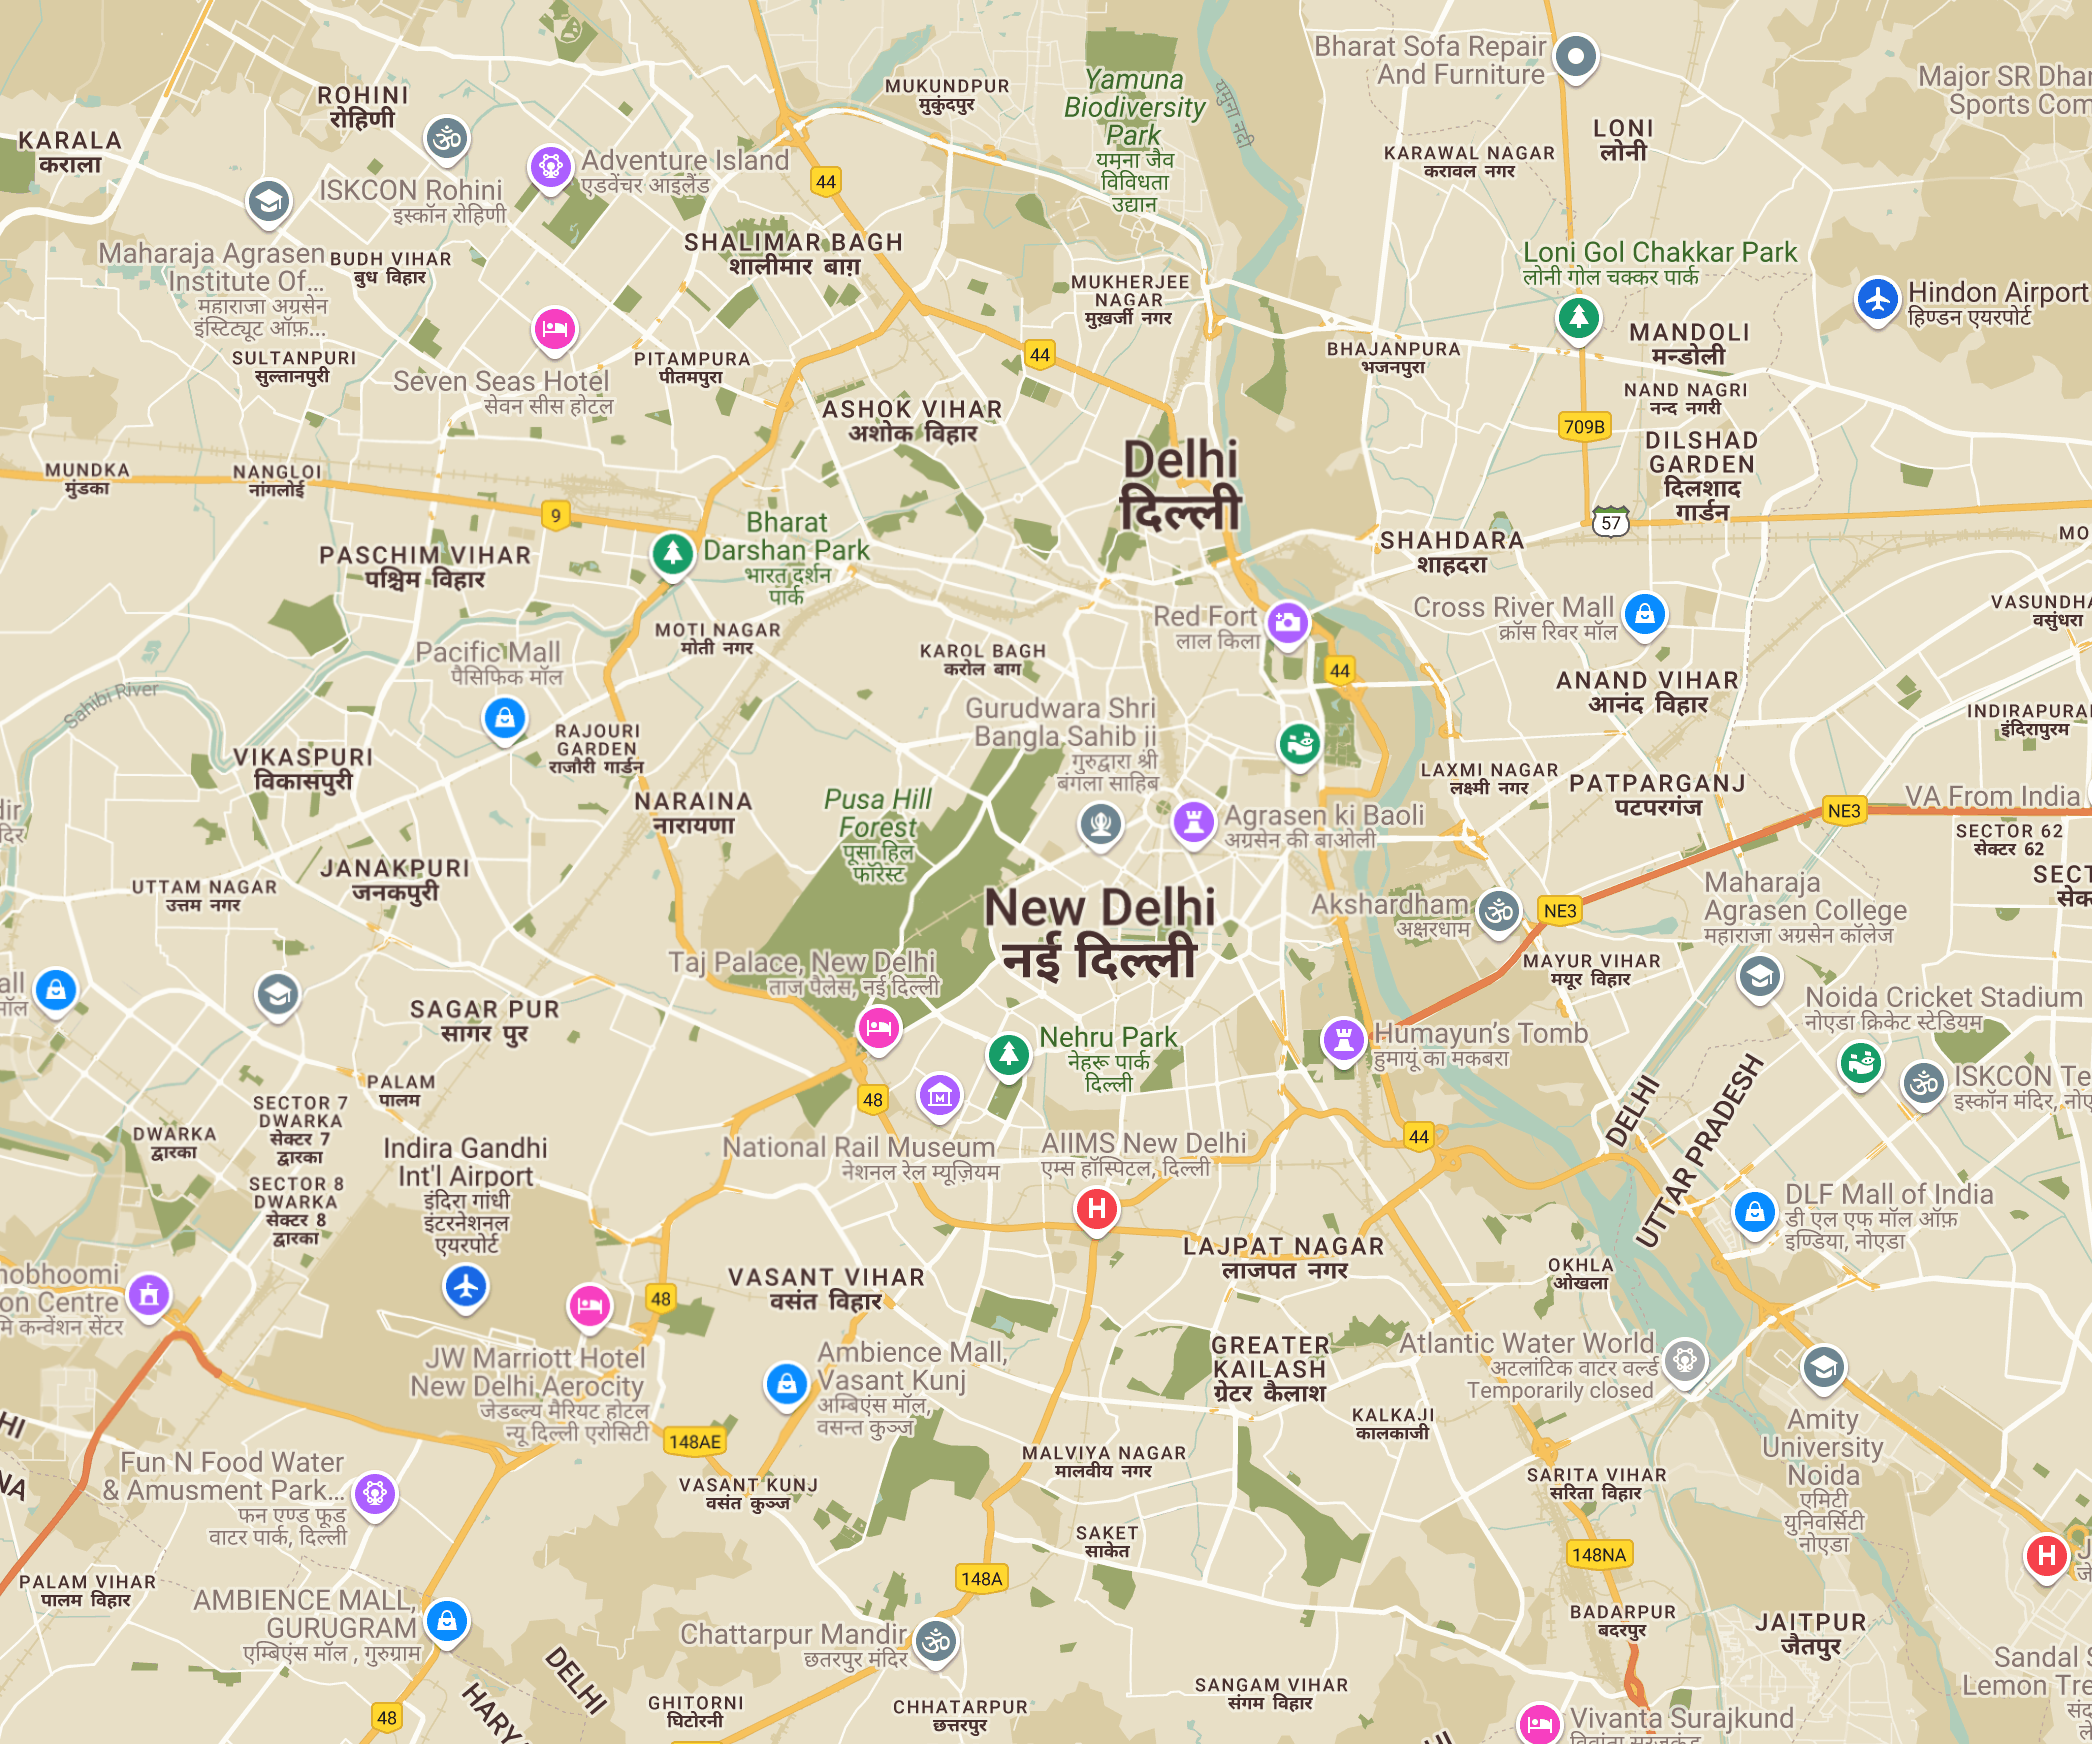 Bharat Sofa Repair
And Furniture
Major SR
Sports
MUKUNDPUR
मुकुंदपुर
Yamuna
Biodiversity
Park
यमुना जैव
विविधता
उद्यान
यमुना नदी
ROHINI
रोहिणी
KARALA
कराला
LONI
लोनी
KARAWAL NAGAR
करावल नगर
ISKCON Rohini
इस्कॉन रोहिणी
Adventure Island
एडवेंचर आइलैंड
44
Maharaja Agrasen
Institute Of...
महाराजा अग्रसेन
इंस्टिट्यूट ऑफ़...
BUDH VIHAR
बुध विहार
SHALIMAR BAGH
शालीमार बाग़
MUKHERJEE
NAGAR
मुखर्जी नगर
Loni Gol Chakkar Park
लोनी गोल चक्कर पार्क
Hindon Airport
हिण्डन एयरपोर्ट
MANDOLI
मन्डोली
SULTANPURI
सुल्तानपुरी
Seven Seas Hotel
सेवन सीस होटल
PITAMPURA
पीतमपुरा
44
BHAJANPURA
भजनपुरा
NAND NAGRI
नन्द नगरी
ASHOK VIHAR
अशोक विहार
709B
DILSHAD
GARDEN
दिलशाद
गार्डन
Delhi
दिल्ली
MUNDKA
मुंडका
NANGLOI
नांगलोई
9
57
Bharat
Darshan Park
भारत दर्शन
पार्क
PASCHIM VIHAR
पश्चिम विहार
SHAHDARA
शाहदरा
Red Fort
लाल किला
Cross River Mall
क्रॉस रिवर मॉल
VASUNDHA
वसुंधरा
MOTI NAGAR
मोती नगर
KAROL BAGH
करोल बाग
Pacific Mall
पैसिफिक मॉल
Sahibi River
44
ANAND VIHAR
आनंद विहार
INDIRAPURA
इंदिरापुरम
Gurudwara Shri
Bangla Sahib ji
गुरुद्वारा श्री
बंगला साहिब
RAJOURI
GARDEN
राजौरी गार्डन
VIKASPURI
विकासपुरी
LAXMI NAGAR
लक्ष्मी नगर
PATPARGANJ
पटपरगंज
NARAINA
नारायणा
Pusa Hill
Forest
पूसा हिल
फॉरेस्ट
Agrasen ki Baoli
अग्रसेन की बाओली
NE3
VA From India
SECTOR 62
सेक्टर 62
SECT
JANAKPURI
जनकपुरी
UTTAM NAGAR
उत्तम नगर
New Delhi
नई दिल्ली
Akshardham
अक्षरधाम
NE3
Maharaja
Agrasen College
महाराजा अग्रसेन कॉलेज
Taj Palace, New Delhi
ताज पैलेस, नई दिल्ली
MAYUR VIHAR
मयूर विहार
all
मॉल
SAGAR PUR
सागर पुर
Noida Cricket Stadium
नोएडा क्रिकेट स्टेडियम
Nehru Park
नेहरू पार्क
दिल्ली
Humayun's Tomb
हुमायूं का मकबरा
ISKCON Te
इस्कॉन मंदिर, नोए
PALAM
पालम
48
SECTOR 7
DWARKA
सेक्टर 7
द्वारका
DWARKA
द्वारका
DELHI
UTTAR PRADESH
44
National Rail Museum
नेशनल रेल म्यूज़ियम
AIIMS New Delhi
एम्स हॉस्पिटल, दिल्ली
H
Indira Gandhi
Int'l Airport
इंदिरा गांधी
इंटरनेशनल
एयरपोर्ट
SECTOR 8
DWARKA
सेक्टर 8
द्वारका
DLF Mall of India
डी एल एफ मॉल ऑफ़
इण्डिया, नोएडा
LAJPAT NAGAR
लाजपत नगर
OKHLA
ओखला
VASANT VIHAR
वसंत विहार
48
hobhoomi
on Centre
मि कन्वेंशन सेंटर
JW Marriott Hotel
New Delhi Aerocity
जेडब्ल्य मैरियट होटल
न्यू दिल्ली एरोसिटी
Ambience Mall,
Vasant Kunj
अम्बिएंस मॉल,
वसन्त कुञ्ज
GREATER
KAILASH
ग्रेटर कैलाश
Atlantic Water World
अटलांटिक वाटर वर्ल्ड
Temporarily closed
KALKAJI
कालकाजी
Amity
University
Noida
एमिटी
युनिवर्सिटी
नोएडा
148AE
MALVIYA NAGAR
मालवीय नगर
VASANT KUNJ
वसंत कुञ्ज
SARITA VIHAR
सरिता विहार
HI
NA
Fun N Food Water
& Amusment Park...
फन एण्ड फूड
वाटर पार्क, दिल्ली
SAKET
साकेत
148NA
H
148A
PALAM VIHAR
पालम विहार
AMBIENCE MALL,
GURUGRAM
एम्बिएंस मॉल , गुरुग्राम
BADARPUR
बदरपुर
JAITPUR
जैतपुर
Chattarpur Mandir
छतरपुर मंदिर
Sandal
Lemon Tre
DELHI
HARY
SANGAM VIHAR
संगम विहार
GHITORNI
घिटोरनी
CHHATARPUR
छत्तरपुर
48
Vivanta Surajkund